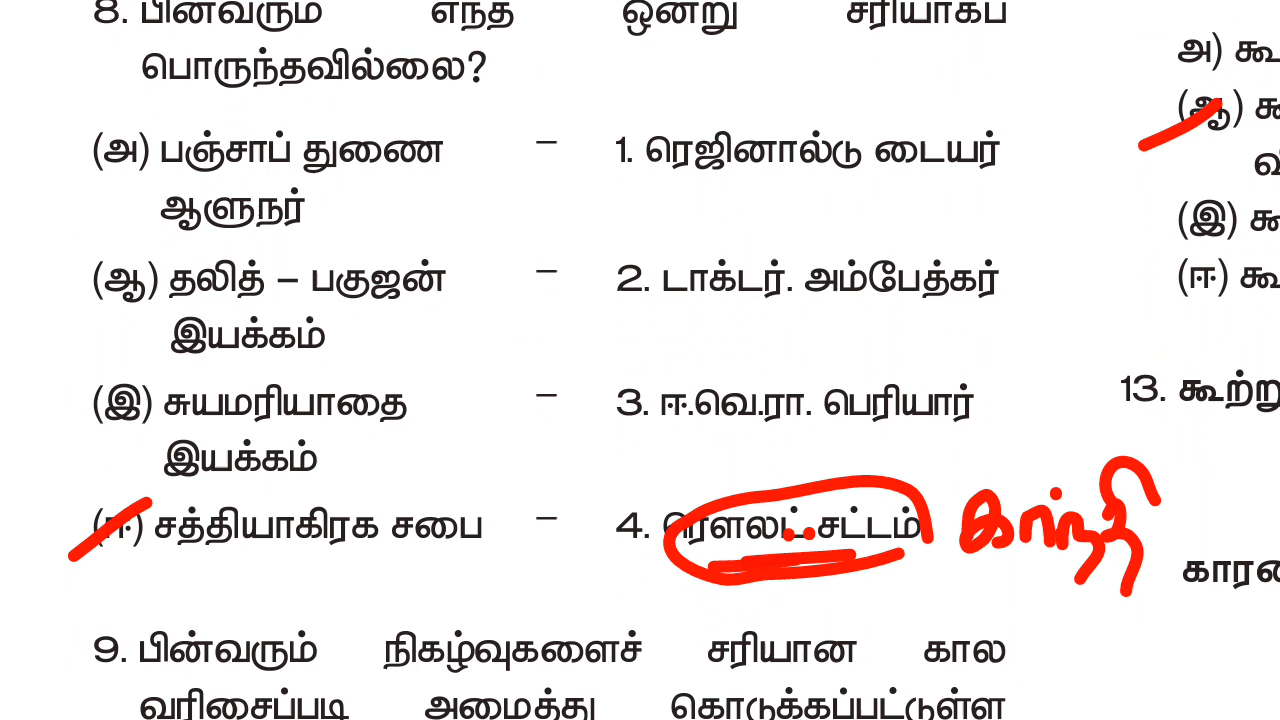 8. பின்வரும் எந்த ஒன்று சரியாகப்
பொருந்தவில்லை?
(அ) பஞ்சாப் துணை – 1. ரெஜினால்டு டையர்
ஆளுநர்
(ஆ) தலித் – பகுஜன் – 2. டாக்டர். அம்பேத்கர்
இயக்கம்
(இ) சுயமரியாதை – 3. ஈ.வெ.ரா. பெரியார்
இயக்கம்
(ஈ) சத்தியாகிரக சபை – 4. ரௌலட் சட்டம் காந்தி
9. பின்வரும் நிகழ்வுகளைச் சரியான கால
வரிசைப்படி அமைத்து கொடுக்கப்பட்டுள்ள
அ) கூ
(ஆ) கூ
வி
(இ) கூ
(ஈ) கூ
13. கூற்று